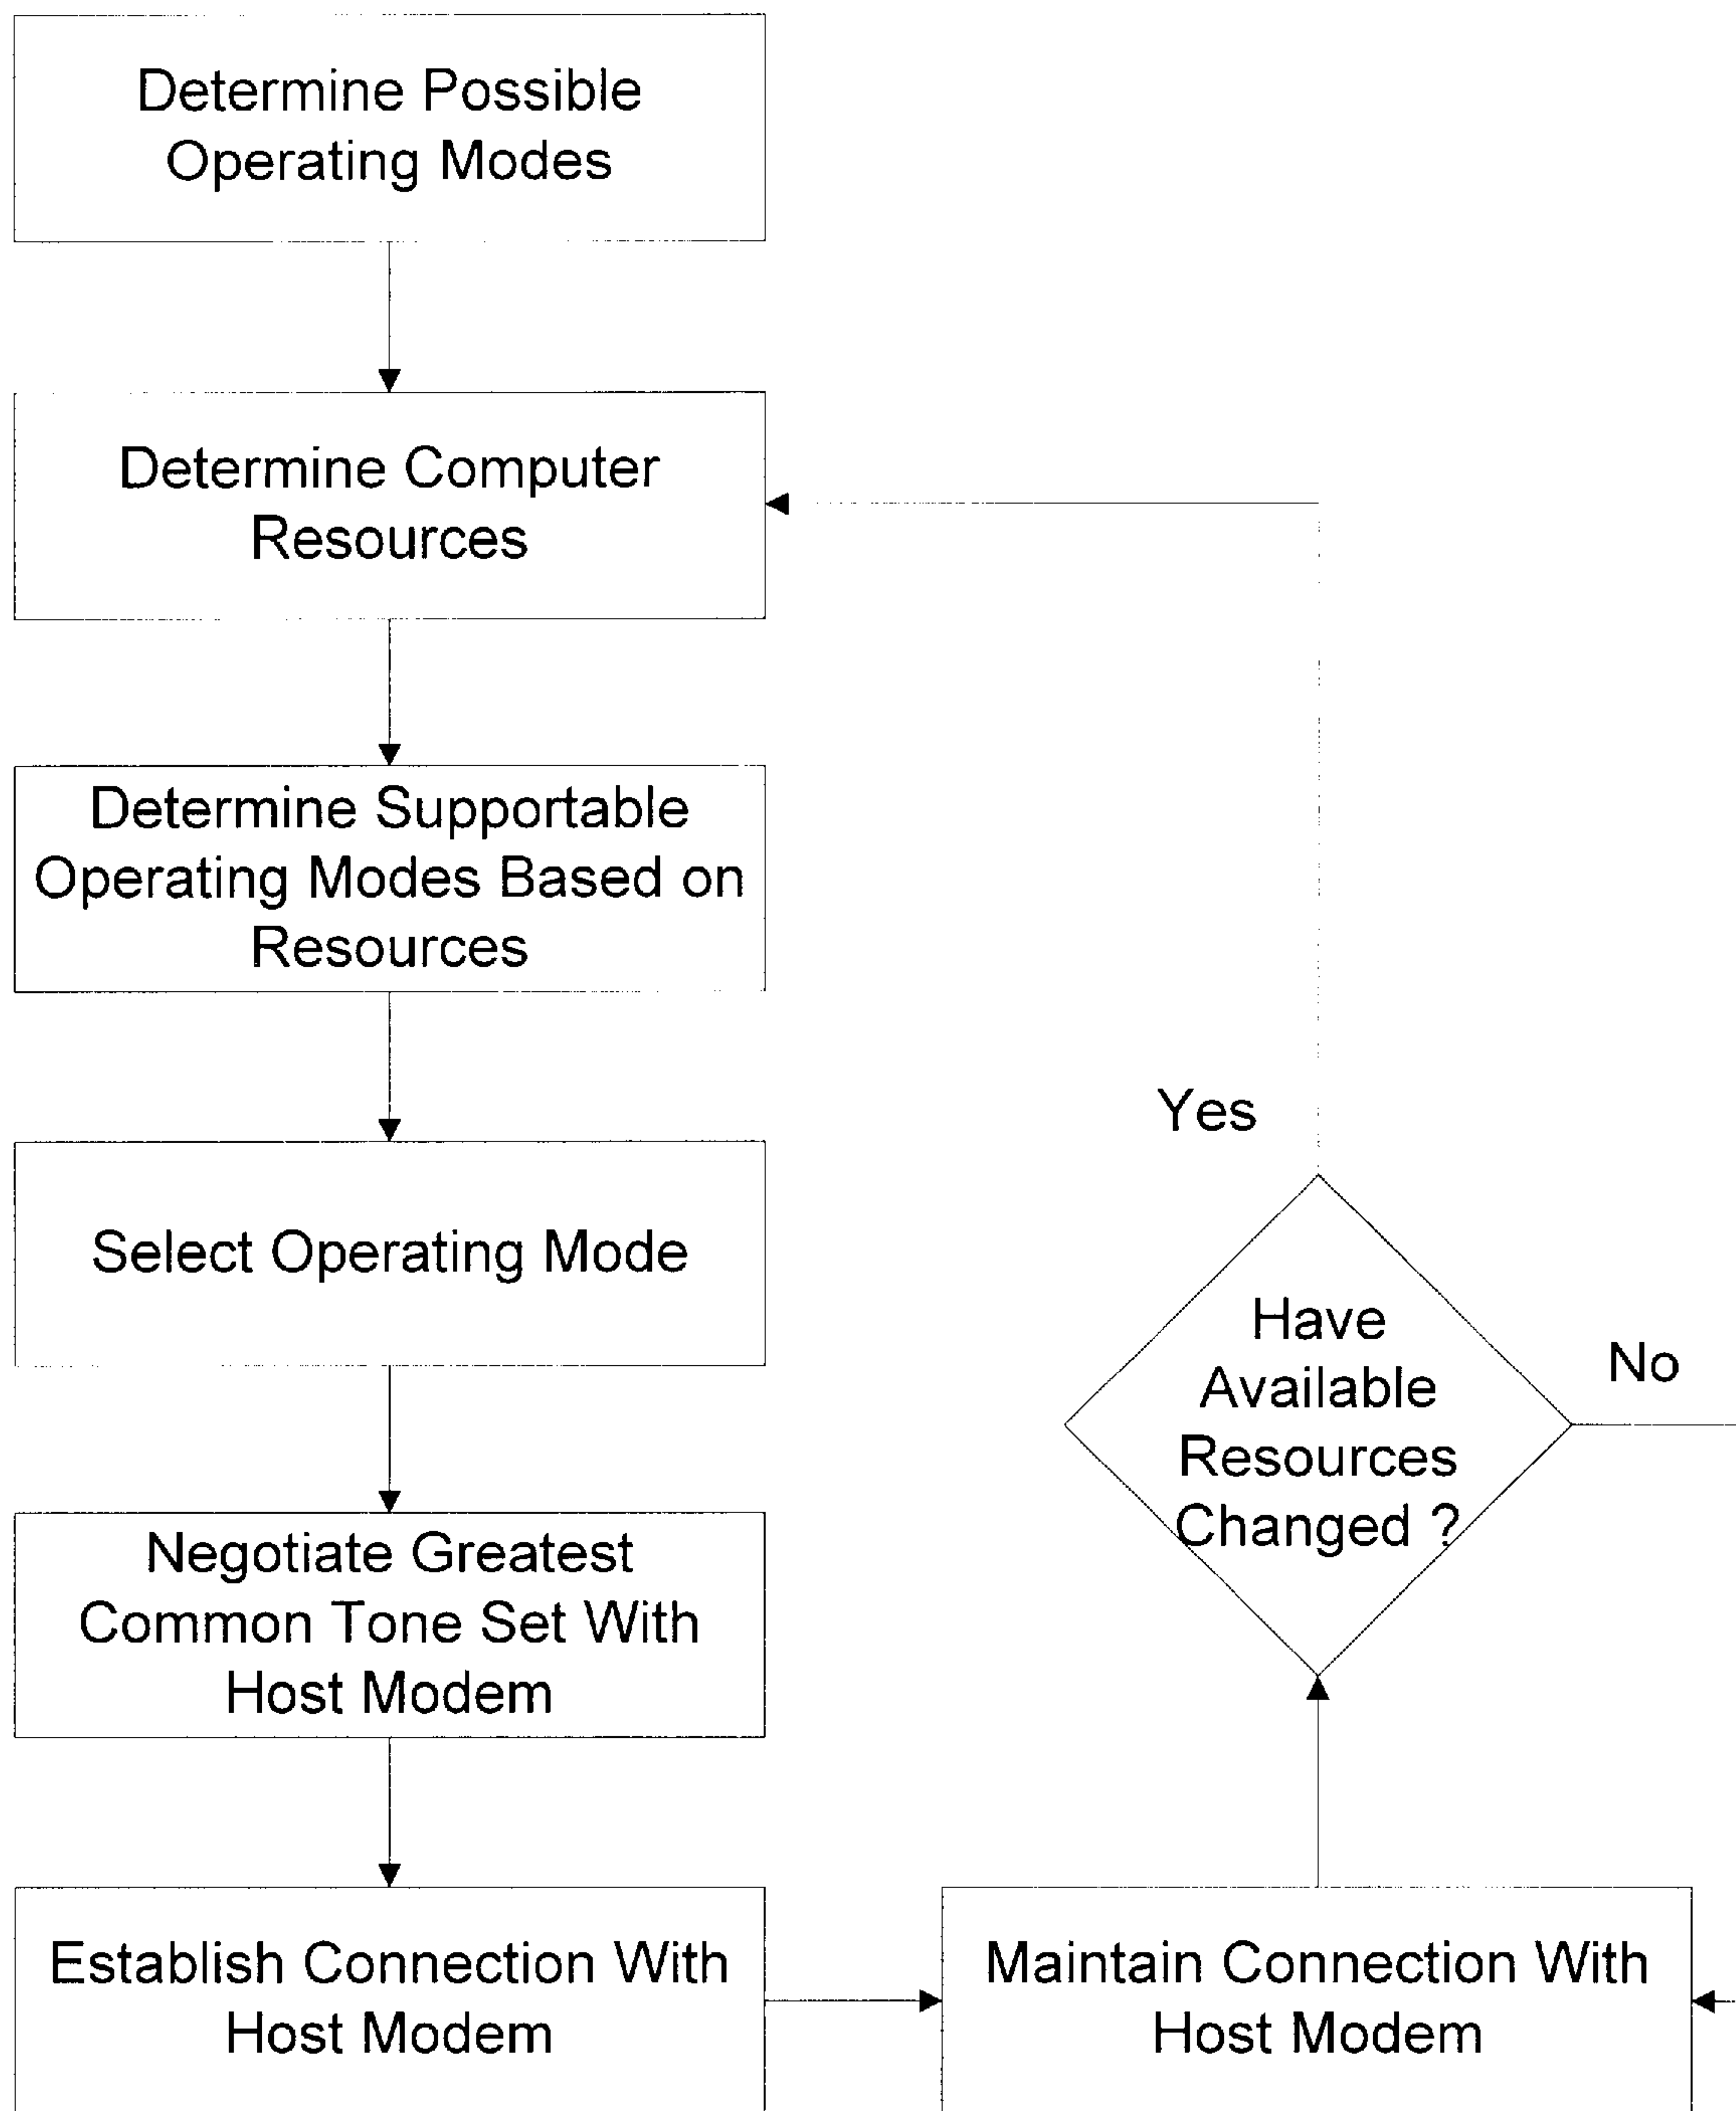 Determine Possible
Operating Modes
Determine Computer
Resources
Determine Supportable
Operating Modes Based on
Resources
Select Operating Mode
Negotiate Greatest
Common Tone Set With
Host Modem
Establish Connection With
Host Modem
Maintain Connection With
Host Modem
Have
Available
Resources
Changed ?
Yes
No